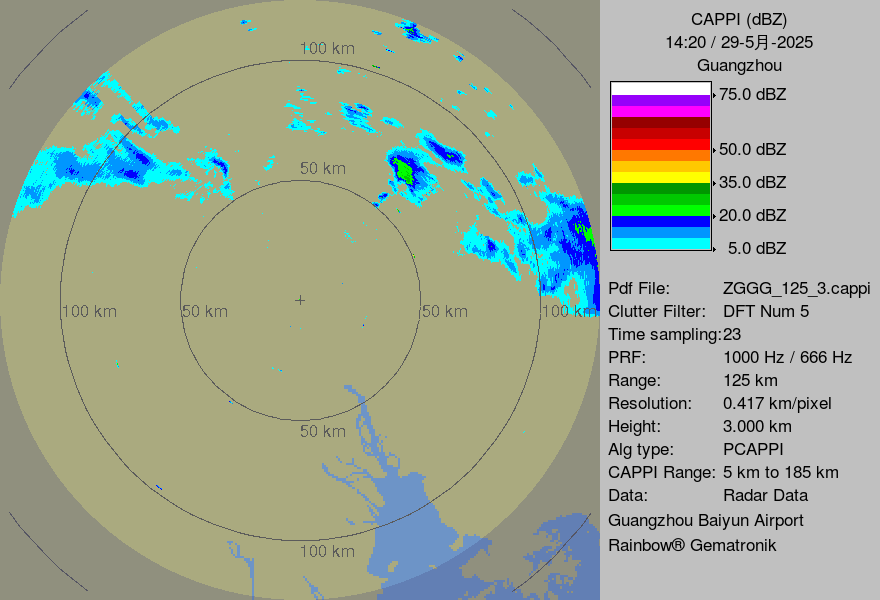 100 km
50 km
100 km
50 km
50 km
100 km
50 km
100 km
CAPPI (dBZ)
14:20 / 29-5月-2025
Guangzhou
75.0 dBZ
50.0 dBZ
35.0 dBZ
20.0 dBZ
5.0 dBZ
Pdf File: ZGGG_125_3.cappi
Clutter Filter: DFT Num 5
Time sampling:23
PRF: 1000 Hz / 666 Hz
Range: 125 km
Resolution: 0.417 km/pixel
Height: 3.000 km
Alg type: PCAPPI
CAPPI Range: 5 km to 185 km
Data: Radar Data
Guangzhou Baiyun Airport
Rainbow® Gematronik